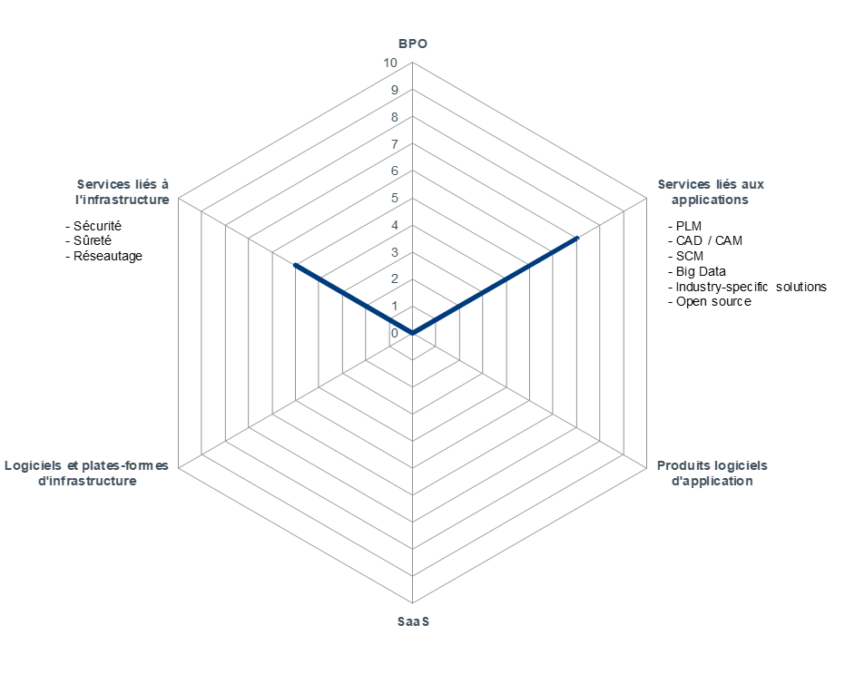 BPO
10
9
8
7
6
5
4
3
2
1
0
Services liés à
l'infrastructure
- Sécurité
- Sûreté
- Réseautage
Services liés aux
applications
- PLM
- CAD / CAM
- SCM
- Big Data
- Industry-specific solutions
- Open source
Logiciels et plates-formes
d'infrastructure
Produits logiciels
d'application
SaaS